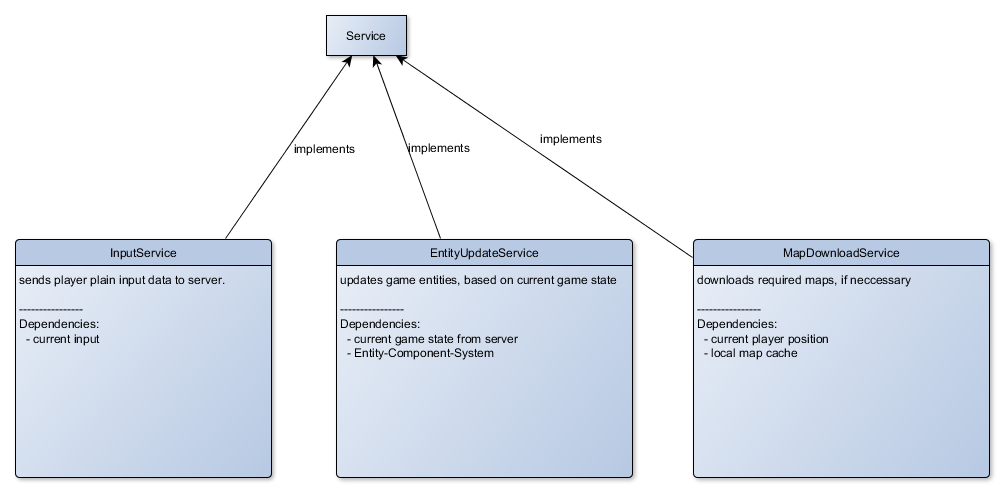 Service
implements
implements
implements
InputService
sends player plain input data to server.
----------------
Dependencies:
- current input
EntityUpdateService
updates game entities, based on current game state
----------------
Dependencies:
- current game state from server
- Entity-Component-System
MapDownloadService
downloads required maps, if neccessary
----------------
Dependencies:
- current player position
- local map cache